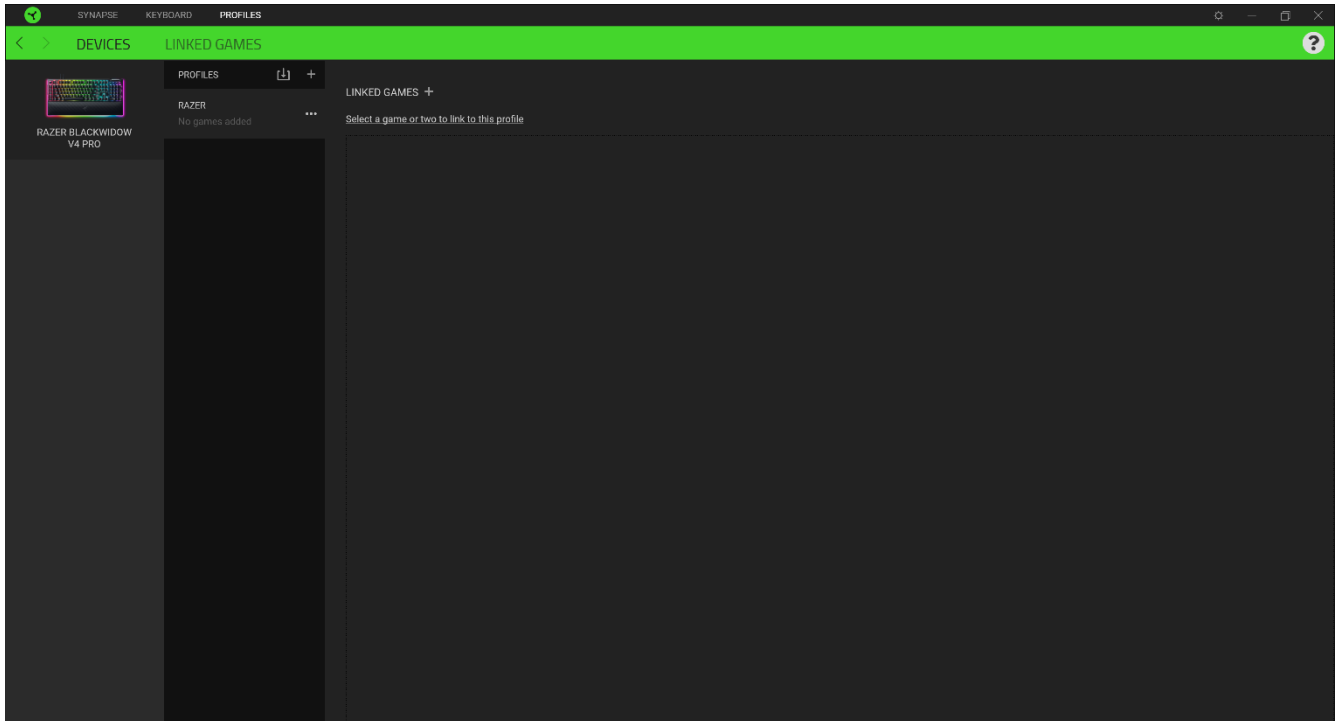 SYNAPSE KEYBOARD PROFILES
DEVICES LINKED GAMES
?
RAZER BLACKWIDOW
V4 PRO
PROFILES
RAZER
No games added
LINKED GAMES +
Select a game or two to link to this profile